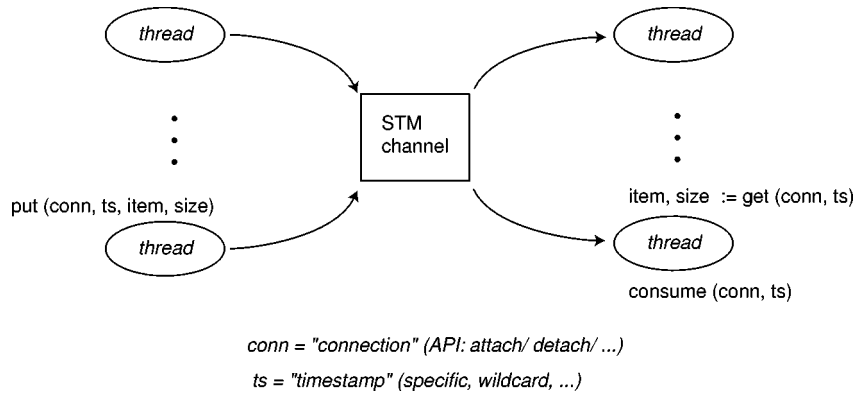 thread
thread
STM
channel
put (conn, ts, item, size)
item, size := get (conn, ts)
thread
thread
consume (conn, ts)
conn = "connection" (API: attach/ detach/ ...)
ts = "timestamp" (specific, wildcard, ...)